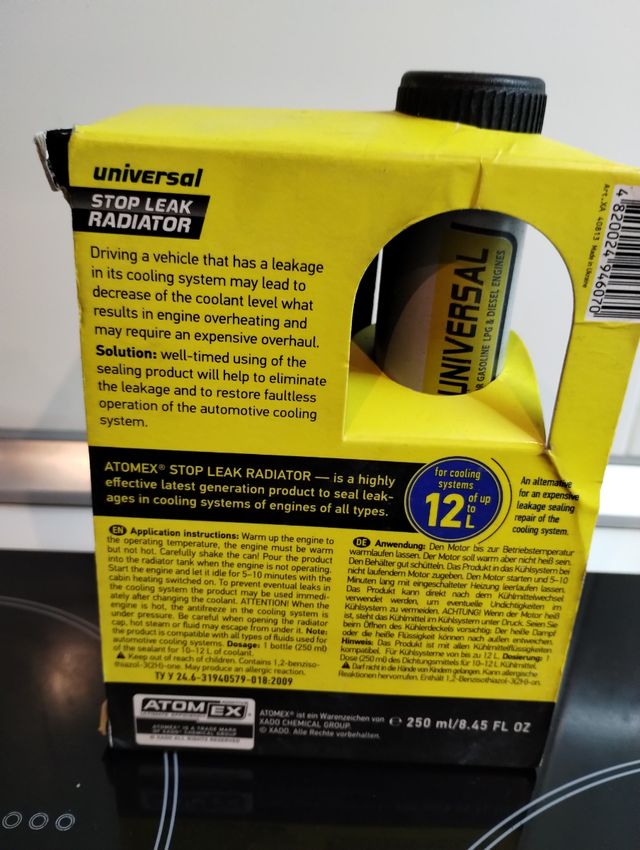 universal
STOP LEAK
RADIATOR
Driving a vehicle that has a leakage
in its cooling system may lead to
decrease of the coolant level what
results in engine overheating and
may require an expensive overhaul.
Solution: well-timed using of the
sealing product will help to eliminate
the leakage and to restore faultless
operation of the automotive cooling
system.
UNIVERSAL
GASOLINE LPG & DIESEL ENGINES
Art.-XA 40813 Made in Ukraine
4 820024 946070
ATOMEX® STOP LEAK RADIATOR — is a highly
effective latest generation product to seal leak-
ages in cooling systems of engines of all types.
for cooling
systems
12 of up to L
An alternative
for an expensive
leakage sealing
repair of the
cooling system.
EN Application instructions: Warm up the engine to
the operating temperature, the engine must be warm
but not hot. Carefully shake the can! Pour the product
into the radiator tank when the engine is not operating.
Start the engine and let it idle for 5–10 minutes with the
cabin heating switched on. To prevent eventual leaks in
the cooling system the product may be used immedi-
ately after changing the coolant. ATTENTION! When the
engine is hot, the antifreeze in the cooling system is
under pressure. Be careful when opening the radiator
cap, hot steam or fluid may escape from under it. Note:
the product is compatible with all types of fluids used for
automotive cooling systems. Dosage: 1 bottle (250 ml)
of the sealant for 10–12 L of coolant.
Keep out of reach of children. Contains 1,2-benziso-
thiazol-3(2H)-one. May produce an allergic reaction.
ТУ У 24.6-31940579-018:2009
DE Anwendung: Den Motor bis zur Betriebstemperatur
warmlaufen lassen. Der Motor soll warm aber nicht heiß sein.
Den Behälter gut schütteln. Das Produkt in das Kühlsystem bei
nicht laufendem Motor zugeben. Den Motor starten und 5–10
Minuten lang mit eingeschalteter Heizung leerlaufen lassen.
Das Produkt kann direkt nach dem Kühlmittelwechsel
verwendet werden, um eventuelle Undichtigkeiten im
Kühlsystem zu vermeiden. ACHTUNG! Wenn der Motor heiß
ist, steht das Kühlmittel im Kühlsystem unter Druck. Seien Sie
beim Öffnen des Kühlerdeckels vorsichtig: Der heiße Dampf
oder die heiße Flüssigkeit können nach außen entweichen.
Hinweis: Das Produkt ist mit allen Kühlmittelarten
kompatibel. Für Kühlsysteme von bis zu 12 L. Dosierung: 1
Dose (250 ml) des Dichtungsmittels für 10–12 L Kühlmittel.
Darf nicht in die Hände von Kindern gelangen. Kann allergische
Reaktionen hervorrufen. Enthält 1,2-Benzisothiazol-3(2H)-on.
ATOMEX
ATOMEX® IS A TRADE MARK
OF XADO® CHEMICAL GROUP
© XADO ALL RIGHTS RESERVED
ATOMEX® ist ein Warenzeichen von
XADO CHEMICAL GROUP.
© XADO. Alle Rechte vorbehalten.
℮ 250 ml/8.45 FL OZ